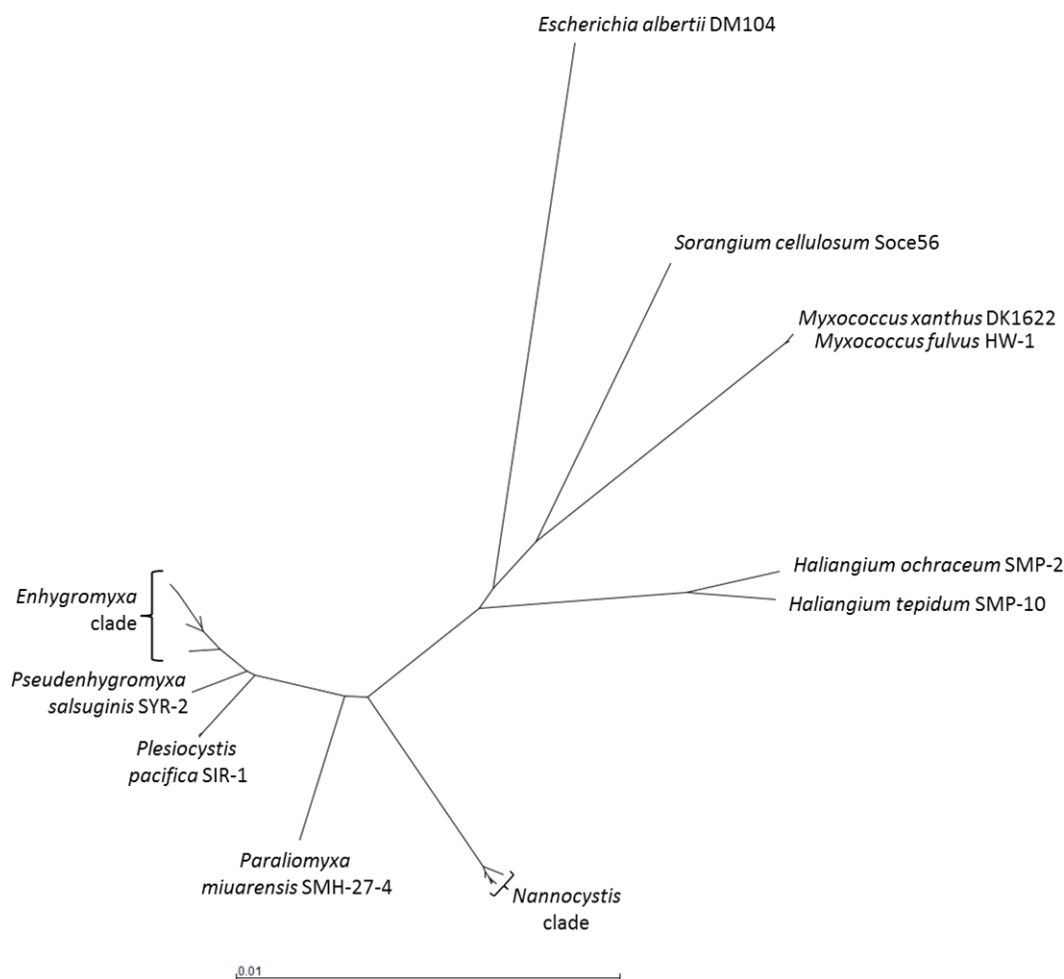 Escherichia albertii DM104
Sorangium cellulosum Soce56
Myxococcus xanthus DK1622
Myxococcus fulvus HW-1
Haliangium ochraceum SMP-2
Haliangium tepidum SMP-10
Enhygromyxa
clade
Pseudenhygromyxa
salsuginis SYR-2
Plesiocystis
pacifica SIR-1
Paraliomyxa
miuarensis SMH-27-4
Nannocystis
clade
0.01